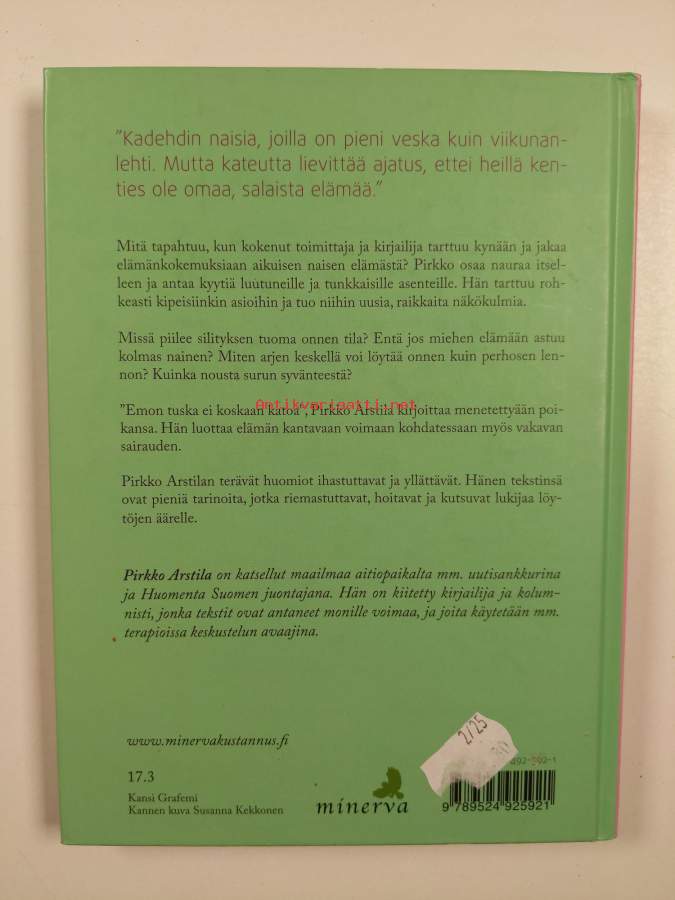 "Kadehdin naisia, joilla on pieni veska kuin viikunan-
lehti. Mutta kateutta lievittää ajatus, ettei heillä ken-
ties ole omaa, salaista elämää."
Mitä tapahtuu, kun kokenut toimittaja ja kirjailija tarttuu kynään ja jakaa
elämänkokemuksiaan aikuisen naisen elämästä? Pirkko osaa nauraa itsel-
leen ja antaa kyytiä luutuneille ja tunkkaisille asenteille. Hän tarttuu roh-
keasti kipeisiinkin asioihin ja tuo niihin uusia, raikkaita näkökulmia.
Missä piilee silityksen tuoma onnen tila? Entä jos miehen elämään astuu
kolmas nainen? Miten arjen keskellä voi löytää onnen kuin perhosen len-
non? Kuinka nousta surun syvänteestä?
Antikvariaatti.net
"Emon tuska ei koskaan katoa", Pirkko Arstila kirjoittaa menetettyään poi-
kansa. Hän luottaa elämän kantavaan voimaan kohdatessaan myös vakavan
sairauden.
Pirkko Arstilan terävät huomiot ihastuttavat ja yllättävät. Hänen tekstinsä
ovat pieniä tarinoita, jotka riemastuttavat, hoitavat ja kutsuvat lukijaa löy-
töjen äärelle.
Pirkko Arstila on katsellut maailmaa aitiopaikalta mm. uutisankkurina
ja Huomenta Suomen juontajana. Hän on kiitetty kirjailija ja kolum-
nisti, jonka tekstit ovat antaneet monille voimaa, ja joita käytetään mm.
terapioissa keskustelun avaajina.
www.minervakustannus.fi
17.3
Kansi Grafemi
Kannen kuva Susanna Kekkonen
minerva
2/25
9 789524 925921